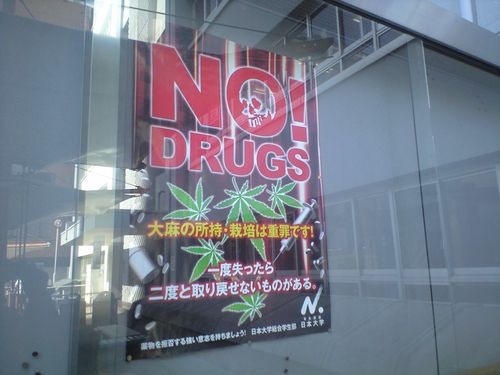 NO!
DRUGS
大麻の所持・栽培は重罪です!
一度失ったら
二度と取り戻せないものがある。
N.
日本大学
薬物を拒否する強い意志を持ちましょう! 日本大学総合学生部